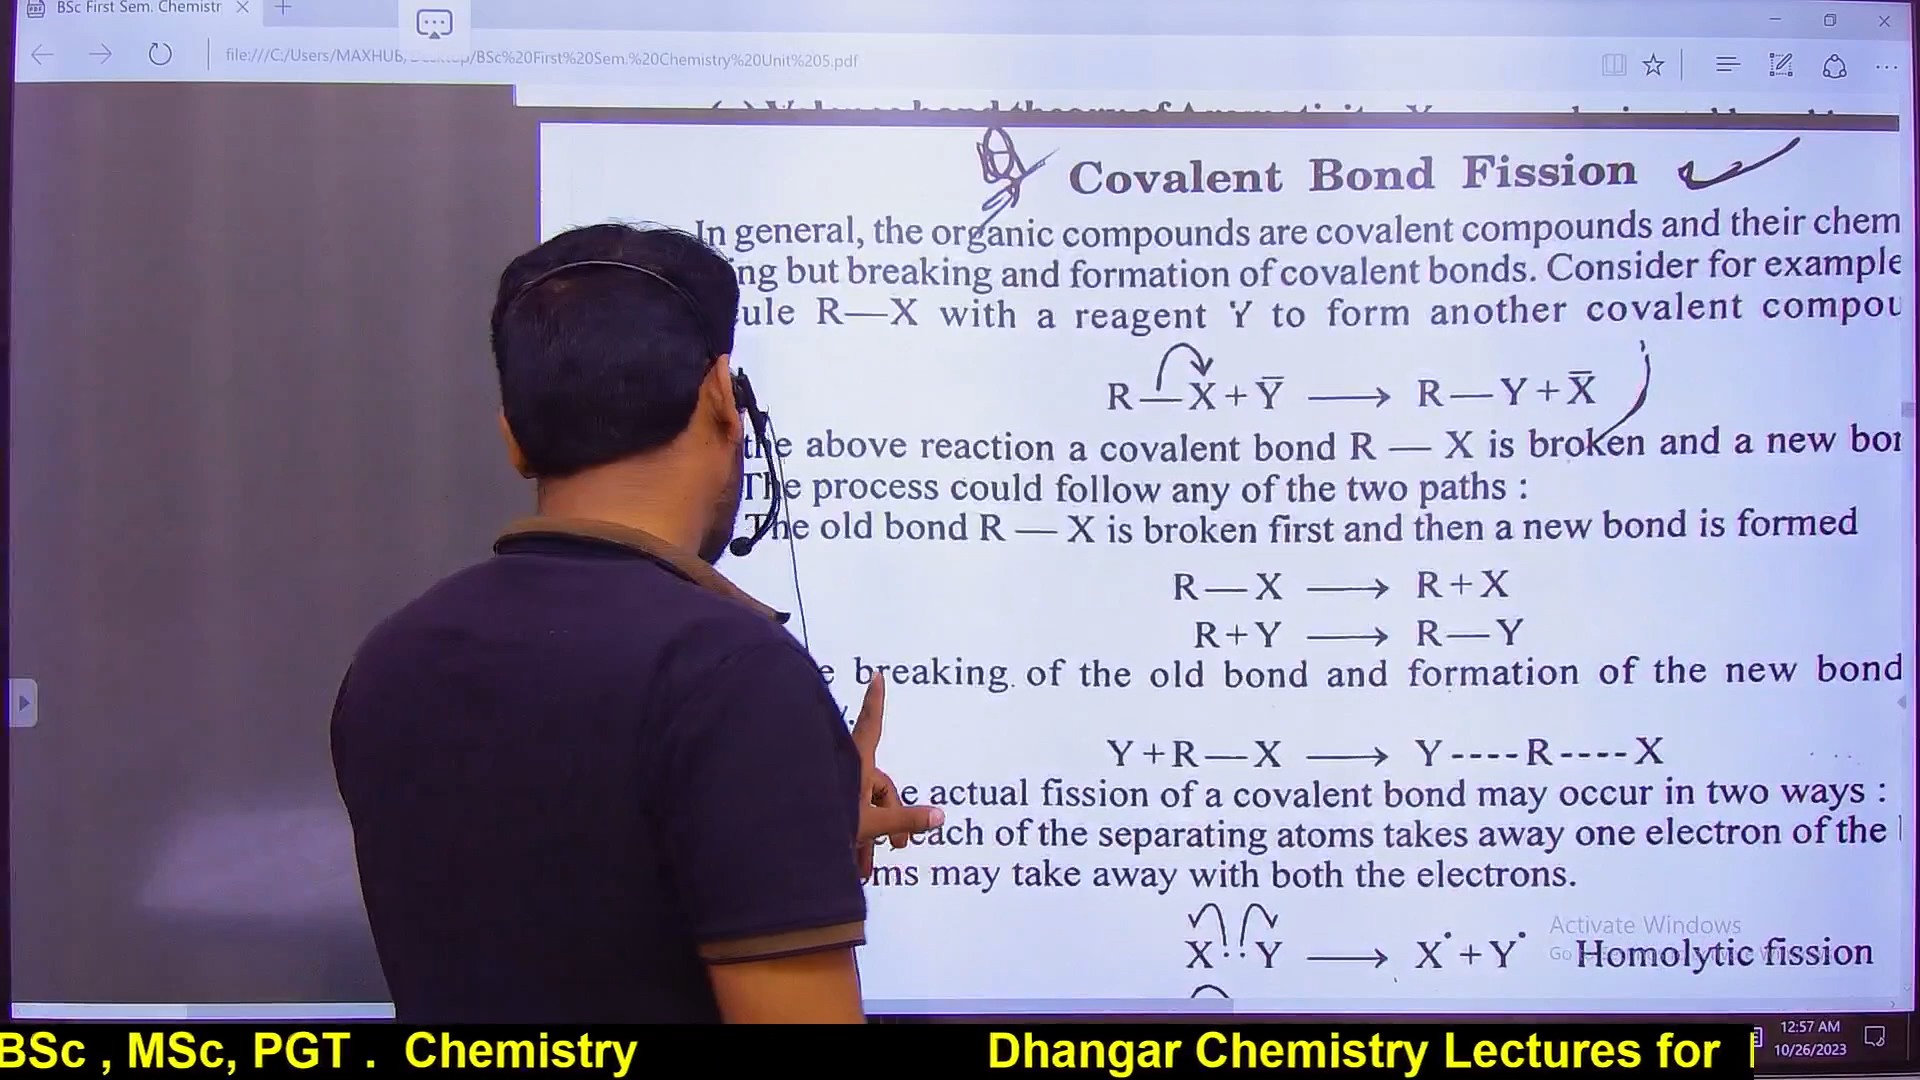 BSc First Sem. Chemistr
file:///C:/Users/MAXHUB/Desktop/BSc%20First%20Sem.%20Chemistry%20Unit%205.pdf
Covalent Bond Fission
In general, the organic compounds are covalent compounds and their chem
ing but breaking and formation of covalent bonds. Consider for example
ule R—X with a reagent Y to form another covalent compou
R—X + Ȳ ⟶ R—Y + X̄
the above reaction a covalent bond R — X is broken and a new bon
The process could follow any of the two paths :
The old bond R — X is broken first and then a new bond is formed
R—X ⟶ R + X
R + Y ⟶ R—Y
e breaking of the old bond and formation of the new bond
y.
Y + R—X ⟶ Y----R----X
e actual fission of a covalent bond may occur in two ways :
each of the separating atoms takes away one electron of the
oms may take away with both the electrons.
X··Y ⟶ X• + Y• Homolytic fission
Activate Windows
12:57 AM
10/26/2023
BSc , MSc, PGT . Chemistry Dhangar Chemistry Lectures for